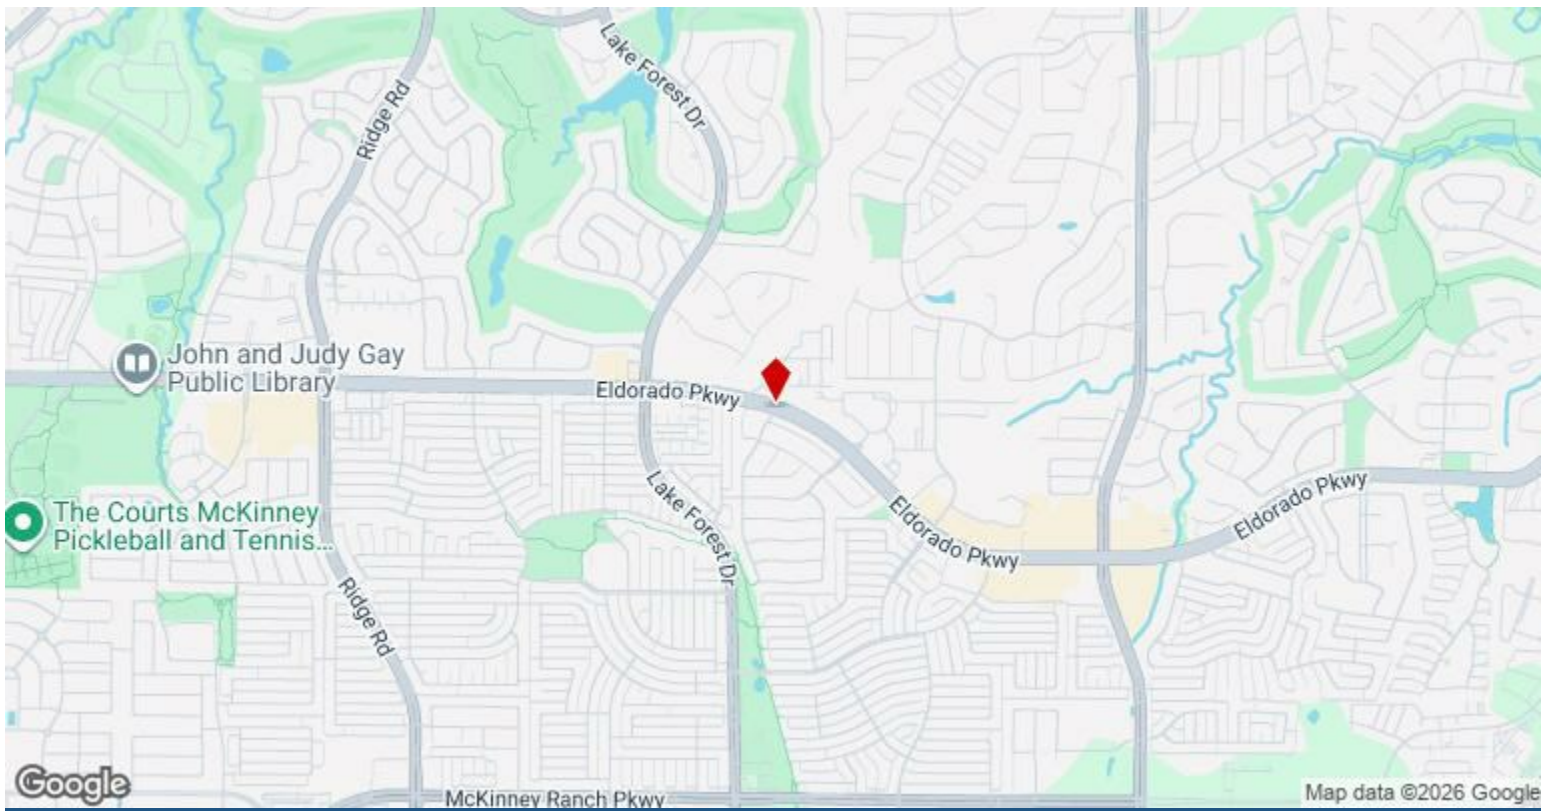 Lake Forest Dr
Ridge Rd
John and Judy Gay
Public Library
Eldorado Pkwy
The Courts McKinney
Pickleball and Tennis...
Lake Forest Dr
Eldorado Pkwy
Eldorado Pkwy
Ridge Rd
McKinney Ranch Pkwy
Google
Map data ©2026 Google